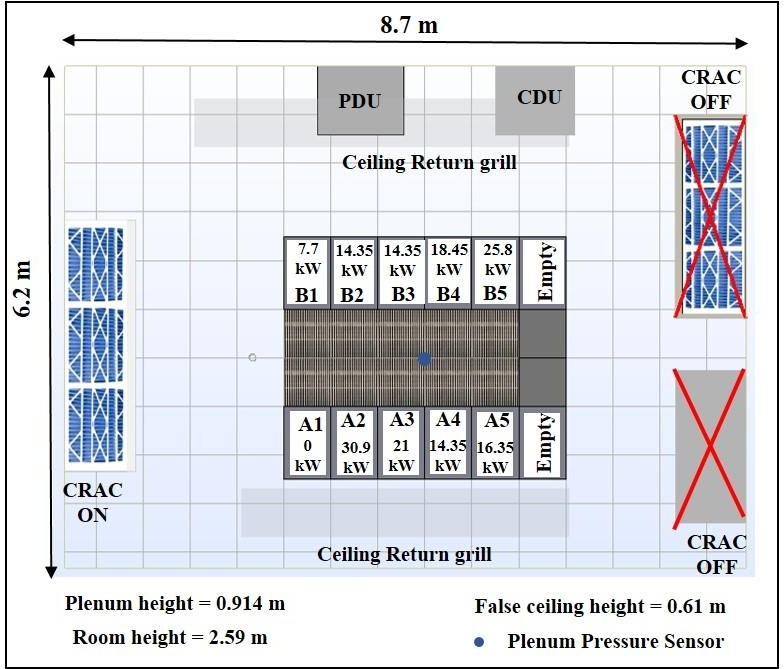 8.7 m
6.2 m
CRAC
OFF
PDU
CDU
Ceiling Return grill
7.7
kW
B1
14.35
kW
B2
14.35
kW
B3
18.45
kW
B4
25.8
kW
B5
Empty
A1
0
kW
A2
30.9
kW
A3
21
kW
A4
14.35
kW
A5
16.35
kW
Empty
CRAC
ON
CRAC
OFF
Ceiling Return grill
Plenum height = 0.914 m
False ceiling height = 0.61 m
Room height = 2.59 m
Plenum Pressure Sensor